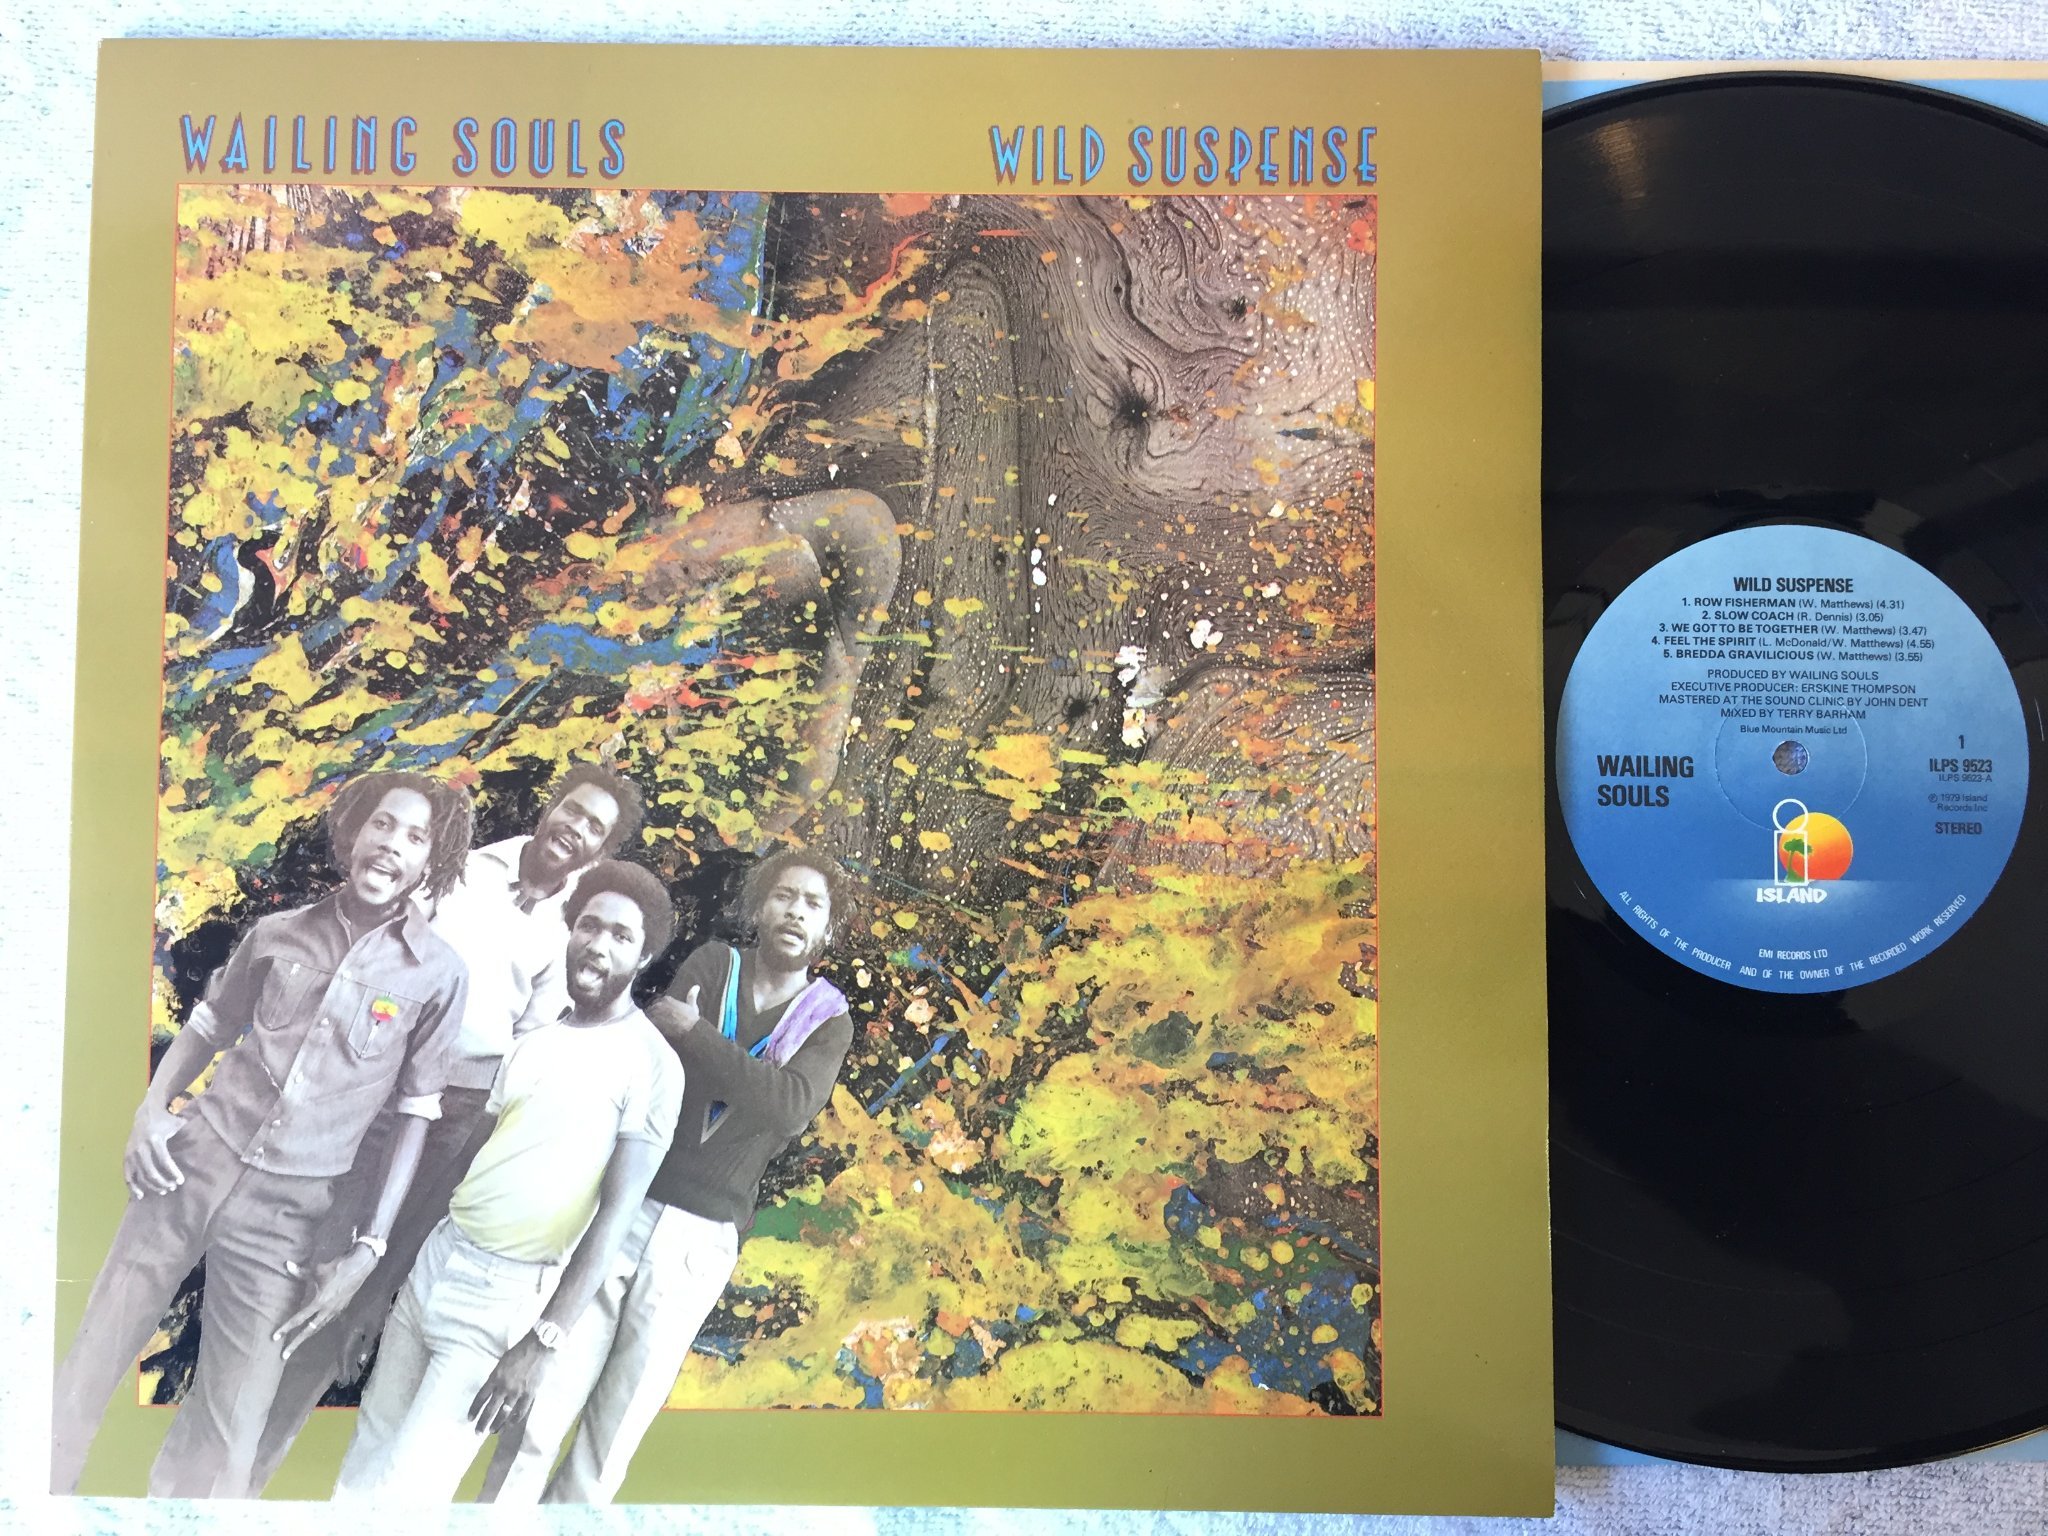 WAILING SOULS
WILD SUSPENSE
WILD SUSPENSE
1. ROW FISHERMAN (W. Matthews) (4.31)
2. SLOW COACH (R. Dennis) (3.05)
3. WE GOT TO BE TOGETHER (W. Matthews) (3.47)
4. FEEL THE SPIRIT (L. McDonald/W. Matthews) (4.55)
5. BREDDA GRAVILICIOUS (W. Matthews) (3.55)
PRODUCED BY WAILING SOULS
EXECUTIVE PRODUCER: ERSKINE THOMPSON
MASTERED AT THE SOUND CLINIC BY JOHN DENT
MIXED BY TERRY BARHAM
Blue Mountain Music Ltd
WAILING
SOULS
1
ILPS 9523
ILPS 9523-A
℗ 1979 Island
Records Inc
STEREO
ISLAND
EMI RECORDS LTD
ALL RIGHTS OF THE PRODUCER AND OF THE OWNER OF THE RECORDED WORK RESERVED